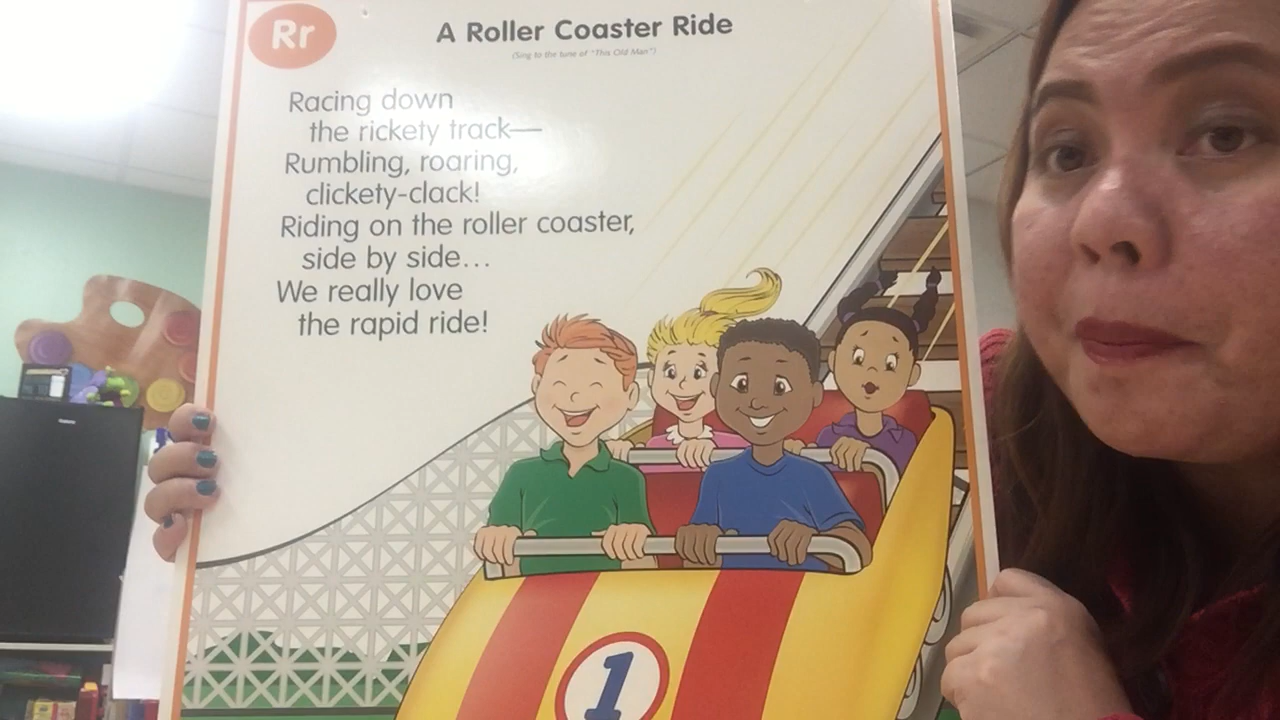 Rr
A Roller Coaster Ride
(Sing to the tune of "This Old Man")
Racing down
the rickety track—
Rumbling, roaring,
clickety-clack!
Riding on the roller coaster,
side by side...
We really love
the rapid ride!
1